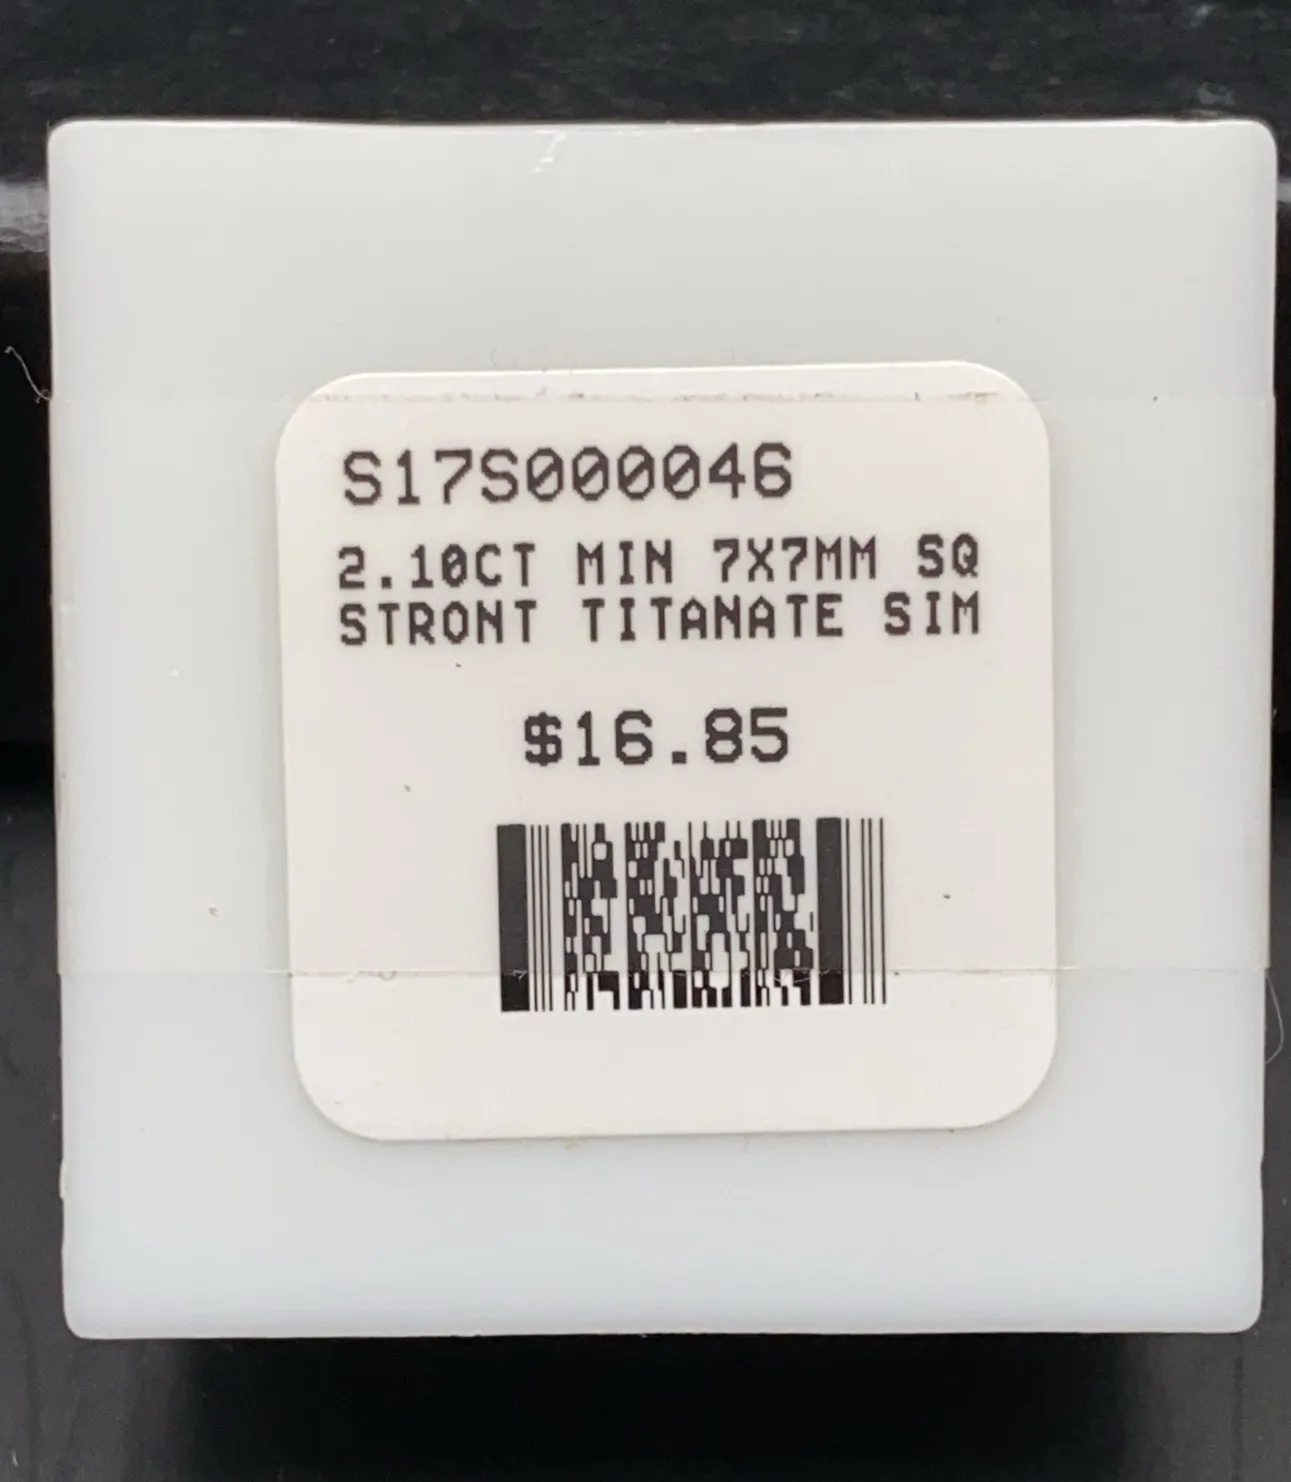 S17S000046
2.10CT MIN 7X7MM SQ
STRONT TITANATE SIM
$16.85